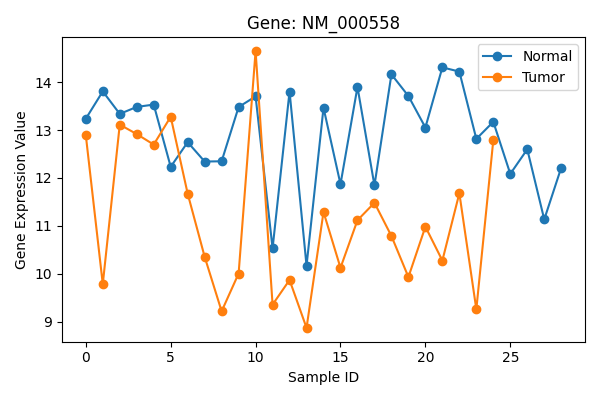 Gene: NM_000558
Normal
Tumor
Gene Expression Value
14
13
12
11
10
9
0
5
10
15
20
25
Sample ID